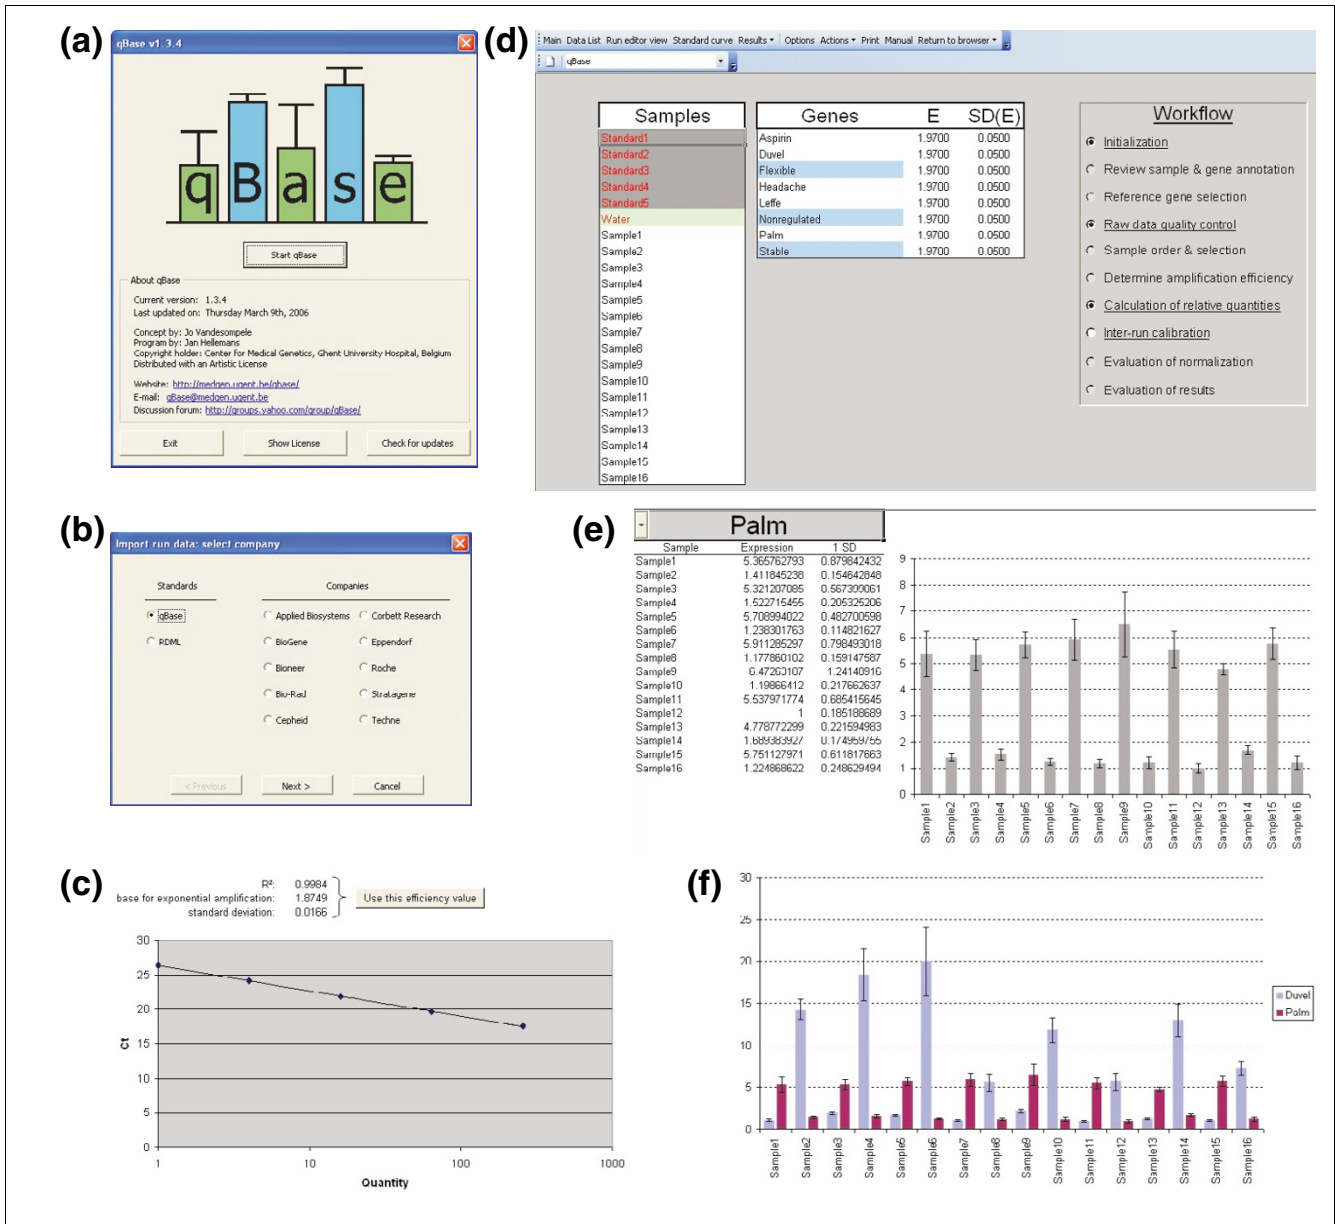 (a)
qBase v1.3.4
qBase
Start qBase
About qBase
Current version: 1.3.4
Last updated on: Thursday March 9th, 2006
Concept by: Jo Vandesompele
Program by: Jan Hellemans
Copyright holder: Center for Medical Genetics, Ghent University Hospital, Belgium
Distributed with an Artistic License
Website: http://medgen.ugent.be/qbase/
E-mail: qBase@medgen.ugent.be
Discussion forum: http://groups.yahoo.com/group/qBase/
Exit Show License Check for updates
(d)
Main Data List Run editor view Standard curve Results Options Actions Print Manual Return to browser
qBase
Samples
Standard1
Standard2
Standard3
Standard4
Standard5
Water
Sample1
Sample2
Sample3
Sample4
Sample5
Sample6
Sample7
Sample8
Sample9
Sample10
Sample11
Sample12
Sample13
Sample14
Sample15
Sample16
Genes E SD(E)
Aspirin 1.9700 0.0500
Duvel 1.9700 0.0500
Flexible 1.9700 0.0500
Headache 1.9700 0.0500
Leffe 1.9700 0.0500
Nonregulated 1.9700 0.0500
Palm 1.9700 0.0500
Stable 1.9700 0.0500
Workflow
Initialization
Review sample & gene annotation
Reference gene selection
Raw data quality control
Sample order & selection
Determine amplification efficiency
Calculation of relative quantities
Inter-run calibration
Evaluation of normalization
Evaluation of results
(b)
Import run data: select company
Standards Companies
qBase Applied Biosystems Corbett Research
RDML BioGene Eppendorf
Bioneer Roche
Bio-Rad Stratagene
Cepheid Techne
< Previous Next > Cancel
(e)
Palm
Sample Expression 1 SD
Sample1 5.365762793 0.879842432
Sample2 1.411845238 0.154642848
Sample3 5.321207085 0.567399061
Sample4 1.522715455 0.205325206
Sample5 5.708994022 0.482700598
Sample6 1.238301763 0.114821627
Sample7 5.911285297 0.798493018
Sample8 1.177860102 0.159147587
Sample9 6.47263107 1.24140916
Sample10 1.19866412 0.217662637
Sample11 5.537971774 0.685415645
Sample12 1 0.185188689
Sample13 4.778772299 0.221594983
Sample14 1.689383927 0.174959755
Sample15 5.751127971 0.611817663
Sample16 1.224868622 0.248629494
9
8
7
6
5
4
3
2
1
0
Sample1 Sample2 Sample3 Sample4 Sample5 Sample6 Sample7 Sample8 Sample9 Sample10 Sample11 Sample12 Sample13 Sample14 Sample15 Sample16
(c)
R²: 0.9984
base for exponential amplification: 1.8749
standard deviation: 0.0166
Use this efficiency value
30
25
20
15
10
5
0
Ct
1 10 100 1000
Quantity
(f)
30
25
20
15
10
5
0
Duvel
Palm
Sample1 Sample2 Sample3 Sample4 Sample5 Sample6 Sample7 Sample8 Sample9 Sample10 Sample11 Sample12 Sample13 Sample14 Sample15 Sample16